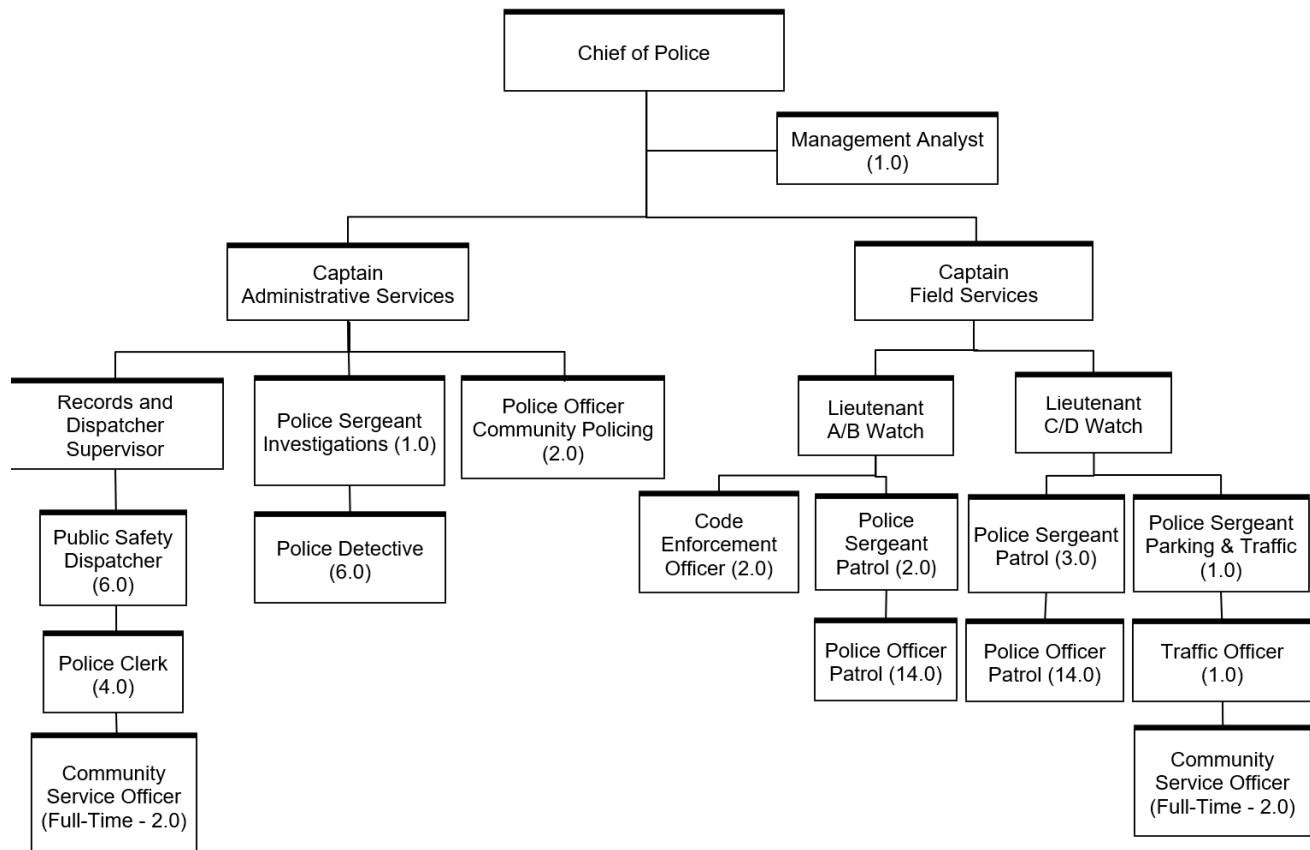 Chief of Police
Management Analyst
(1.0)
Captain
Administrative Services
Captain
Field Services
Records and
Dispatcher
Supervisor
Police Sergeant
Investigations (1.0)
Police Officer
Community Policing
(2.0)
Lieutenant
A/B Watch
Lieutenant
C/D Watch
Public Safety
Dispatcher
(6.0)
Police Detective
(6.0)
Code
Enforcement
Officer (2.0)
Police
Sergeant
Patrol (2.0)
Police Sergeant
Patrol (3.0)
Police Sergeant
Parking & Traffic
(1.0)
Police Clerk
(4.0)
Police Officer
Patrol (14.0)
Police Officer
Patrol (14.0)
Traffic Officer
(1.0)
Community
Service Officer
(Full-Time - 2.0)
Community
Service Officer
(Full-Time - 2.0)